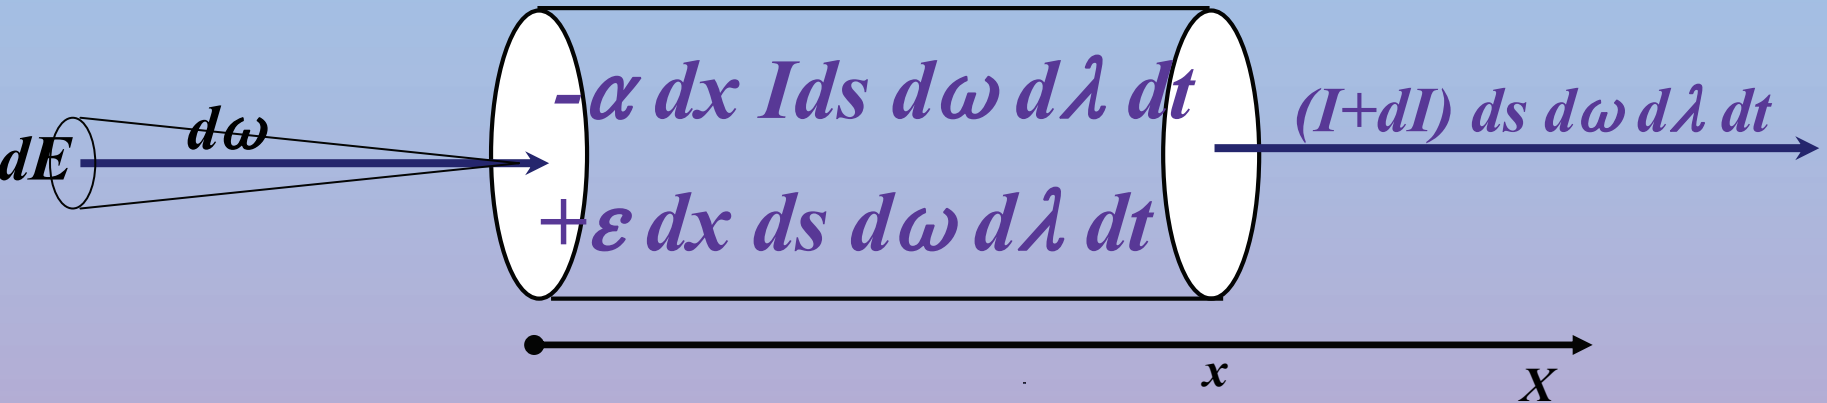 -α dx Ids dω dλ dt
(I+dI) ds dω dλ dt
dω
dE
+ε dx ds dω dλ dt
x
X